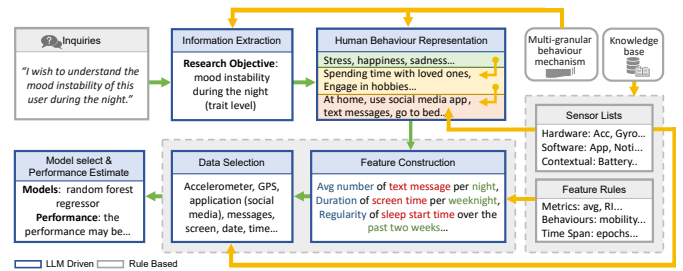 Inquiries
"I wish to understand the
mood instability of this
user during the night."
Information Extraction
Research Objective:
mood instability
during the night
(trait level)
Human Behaviour Representation
Stress, happiness, sadness...
Spending time with loved ones,
Engage in hobbies...
At home, use social media app,
text messages, go to bed...
Multi-granular
behaviour
mechanism
Knowledge
base
Sensor Lists
Hardware: Acc, Gyro...
Software: App, Noti...
Contextual: Battery..
Feature Rules
Metrics: avg, RI...
Behaviours: mobility...
Time Span: epochs...
Model select &
Performance Estimate
Models: random forest
regressor
Performance: the
performance may be...
Data Selection
Accelerometer, GPS,
application (social
media), messages,
screen, date, time...
Feature Construction
Avg number of text message per night,
Duration of screen time per weeknight,
Regularity of sleep start time over the
past two weeks...
LLM Driven
Rule Based